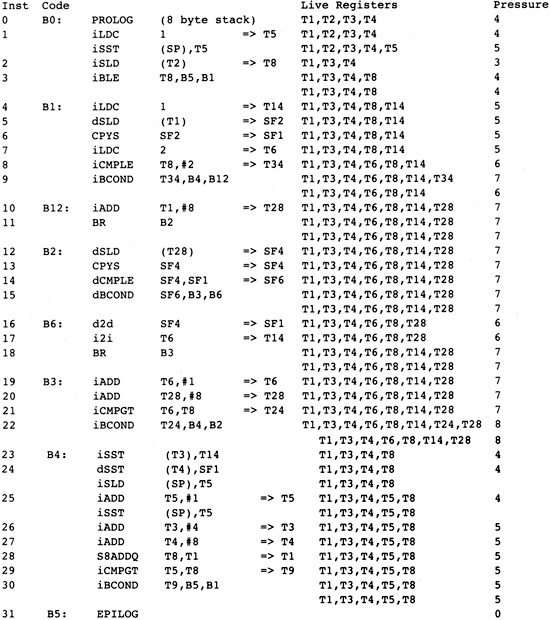 Inst Code Live Registers Pressure
0 B0: PROLOG (8 byte stack) T1,T2,T3,T4 4
1 iLDC 1 => T5 T1,T2,T3,T4 4
iSST (SP),T5 T1,T2,T3,T4,T5 5
2 iSLD (T2) => T8 T1,T3,T4 3
3 iBLE T8,B5,B1 T1,T3,T4,T8 4
T1,T3,T4,T8 4
4 B1: iLDC 1 => T14 T1,T3,T4,T8,T14 5
5 dSLD (T1) => SF2 T1,T3,T4,T8,T14 5
6 CPYS SF2 => SF1 T1,T3,T4,T8,T14 5
7 iLDC 2 => T6 T1,T3,T4,T8,T14 5
8 iCMPLE T8,#2 => T34 T1,T3,T4,T6,T8,T14 6
9 iBCOND T34,B4,B12 T1,T3,T4,T6,T8,T14,T34 7
T1,T3,T4,T6,T8,T14 6
10 B12: iADD T1,#8 => T28 T1,T3,T4,T6,T8,T14,T28 7
11 BR B2 T1,T3,T4,T6,T8,T14,T28 7
T1,T3,T4,T6,T8,T14,T28 7
12 B2: dSLD (T28) => SF4 T1,T3,T4,T6,T8,T14,T28 7
13 CPYS SF4 => SF4 T1,T3,T4,T6,T8,T14,T28 7
14 dCMPLE SF4,SF1 => SF6 T1,T3,T4,T6,T8,T14,T28 7
15 dBCOND SF6,B3,B6 T1,T3,T4,T6,T8,T14,T28 7
T1,T3,T4,T6,T8,T14,T28 7
16 B6: d2d SF4 => SF1 T1,T3,T4,T6,T8,T28 6
17 i2i T6 => T14 T1,T3,T4,T6,T8,T28 6
18 BR B3 T1,T3,T4,T6,T8,T14,T28 7
T1,T3,T4,T6,T8,T14,T28 7
19 B3: iADD T6,#1 => T6 T1,T3,T4,T6,T8,T14,T28 7
20 iADD T28,#8 => T28 T1,T3,T4,T6,T8,T14,T28 7
21 iCMPGT T6,T8 => T24 T1,T3,T4,T6,T8,T14,T28 7
22 iBCOND T24,B4,B2 T1,T3,T4,T6,T8,T14,T24,T28 8
T1,T3,T4,T6,T8,T14,T28 8
23 B4: iSST (T3),T14 T1,T3,T4,T8 4
24 dSST (T4),SF1 T1,T3,T4,T8 4
iSLD (SP),T5 T1,T3,T4,T8
25 iADD T5,#1 => T5 T1,T3,T4,T5,T8 4
iSST (SP),T5 T1,T3,T4,T5,T8
26 iADD T3,#4 => T3 T1,T3,T4,T5,T8 5
27 iADD T4,#8 => T4 T1,T3,T4,T5,T8 5
28 S8ADDQ T8,T1 => T1 T1,T3,T4,T5,T8 5
29 iCMPGT T5,T8 => T9 T1,T3,T4,T5,T8 5
30 iBCOND T9,B5,B1 T1,T3,T4,T5,T8 5
T1,T3,T4,T5,T8 5
31 B5: EPILOG 0